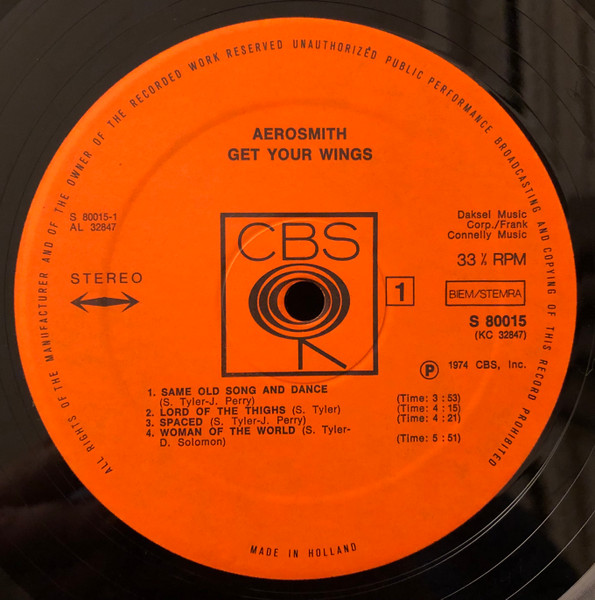 ALL RIGHTS OF THE MANUFACTURER AND OF THE OWNER OF THE RECORDED WORK RESERVED UNAUTHORIZED PUBLIC PERFORMANCE BROADCASTING AND COPYING OF THIS RECORD PROHIBITED
AEROSMITH
GET YOUR WINGS
S 80015-1
AL 32847
STEREO
CBS
Daksel Music
Corp./Frank
Connelly Music
33 ⅓ RPM
1
BIEM/STEMRA
S 80015
(KC 32847)
℗ 1974 CBS, Inc.
1. SAME OLD SONG AND DANCE
(S. Tyler-J. Perry) (Time: 3 : 53)
2. LORD OF THE THIGHS (S. Tyler) (Time: 4 : 15)
3. SPACED (S. Tyler-J. Perry) (Time: 4 : 21)
4. WOMAN OF THE WORLD (S. Tyler-
D. Solomon) (Time: 5 : 51)
MADE IN HOLLAND